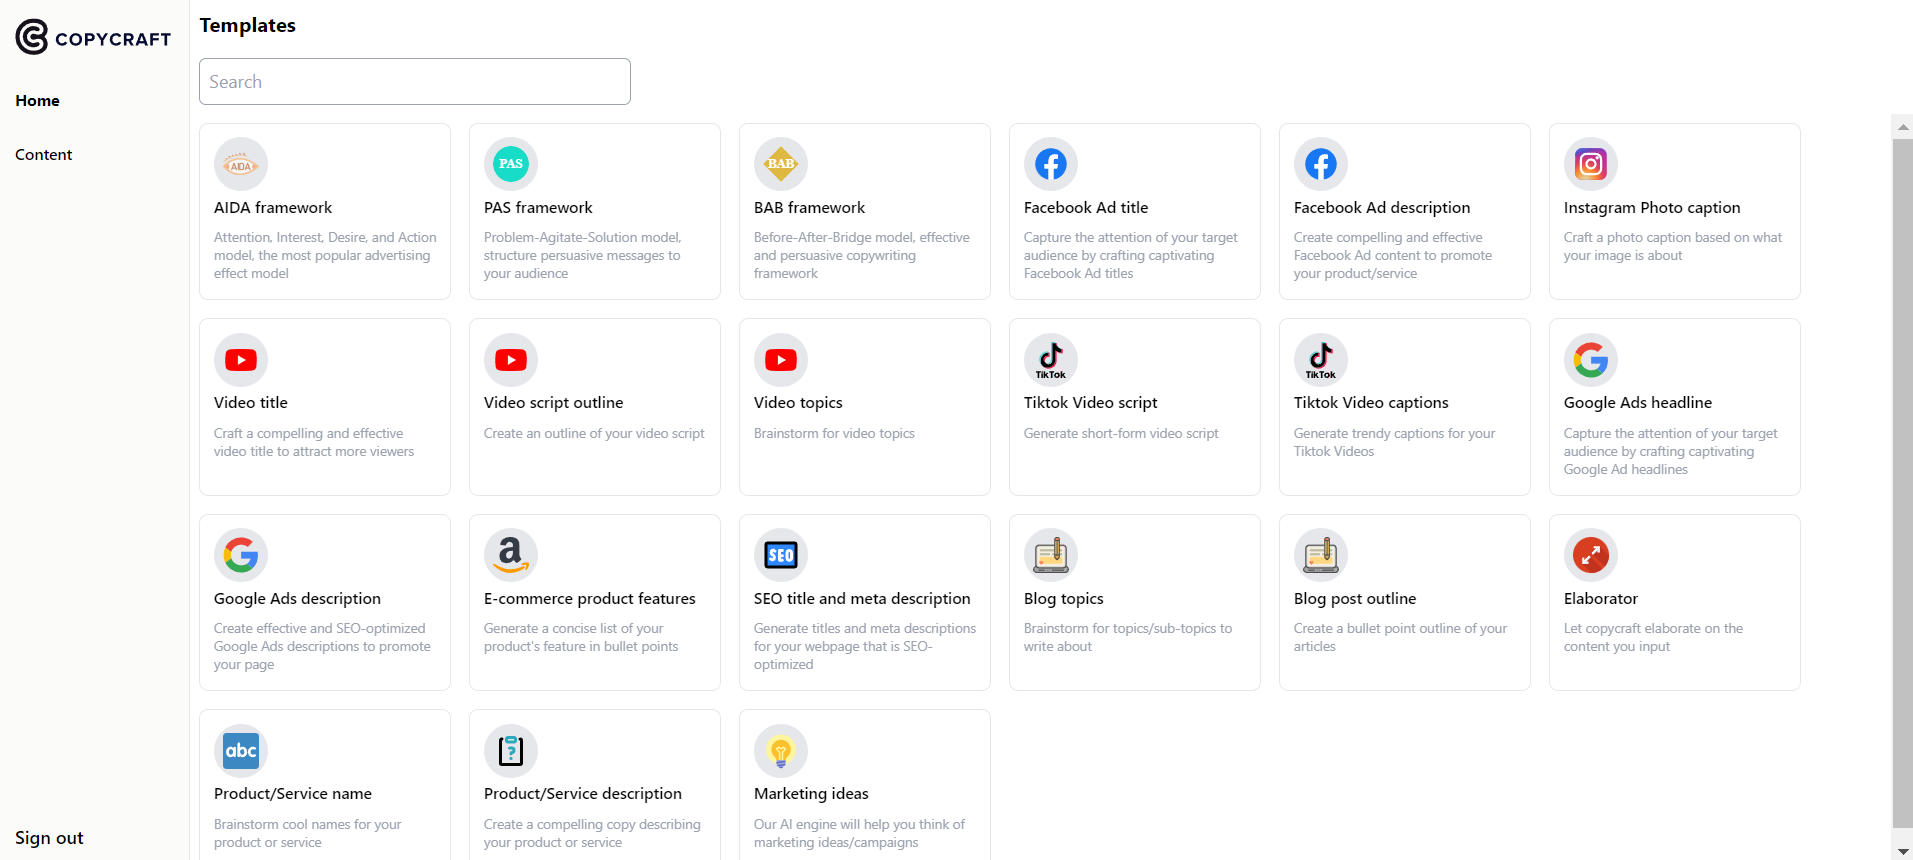 COPYCRAFT
Home
Content
Sign out
Templates
Search
AIDA
AIDA framework
Attention, Interest, Desire, and Action
model, the most popular advertising
effect model
PAS
PAS framework
Problem-Agitate-Solution model,
structure persuasive messages to
your audience
BAB
BAB framework
Before-After-Bridge model, effective
and persuasive copywriting
framework
Facebook Ad title
Capture the attention of your target
audience by crafting captivating
Facebook Ad titles
Facebook Ad description
Create compelling and effective
Facebook Ad content to promote
your product/service
Instagram Photo caption
Craft a photo caption based on what
your image is about
Video title
Craft a compelling and effective
video title to attract more viewers
Video script outline
Create an outline of your video script
Video topics
Brainstorm for video topics
TikTok
Tiktok Video script
Generate short-form video script
TikTok
Tiktok Video captions
Generate trendy captions for your
Tiktok Videos
Google Ads headline
Capture the attention of your target
audience by crafting captivating
Google Ad headlines
Google Ads description
Create effective and SEO-optimized
Google Ads descriptions to promote
your page
a
E-commerce product features
Generate a concise list of your
product's feature in bullet points
SEO
SEO title and meta description
Generate titles and meta descriptions
for your webpage that is SEO-
optimized
Blog topics
Brainstorm for topics/sub-topics to
write about
Blog post outline
Create a bullet point outline of your
articles
Elaborator
Let copycraft elaborate on the
content you input
abc
Product/Service name
Brainstorm cool names for your
product or service
?
Product/Service description
Create a compelling copy describing
your product or service
Marketing ideas
Our AI engine will help you think of
marketing ideas/campaigns